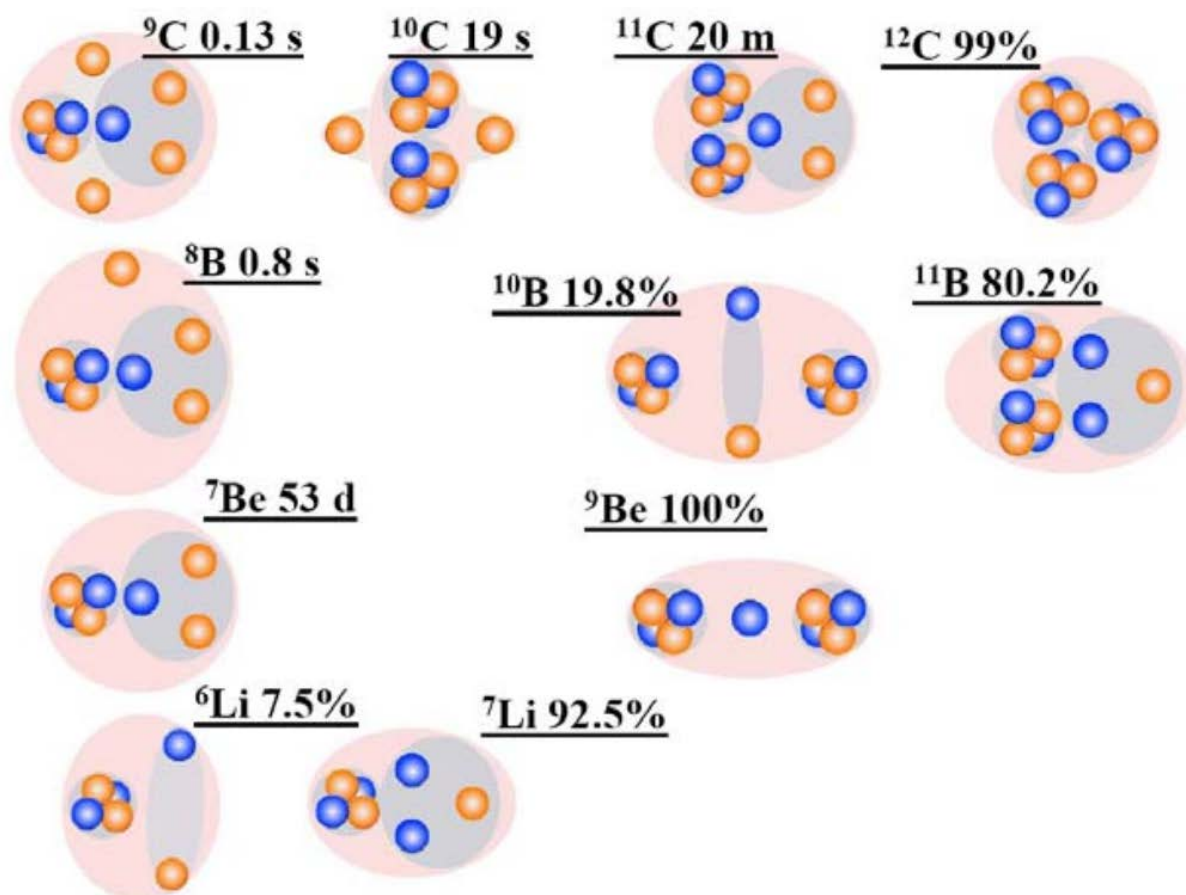 ⁹C 0.13 s
¹⁰C 19 s
¹¹C 20 m
¹²C 99%
⁸B 0.8 s
¹⁰B 19.8%
¹¹B 80.2%
⁷Be 53 d
⁹Be 100%
⁶Li 7.5%
⁷Li 92.5%